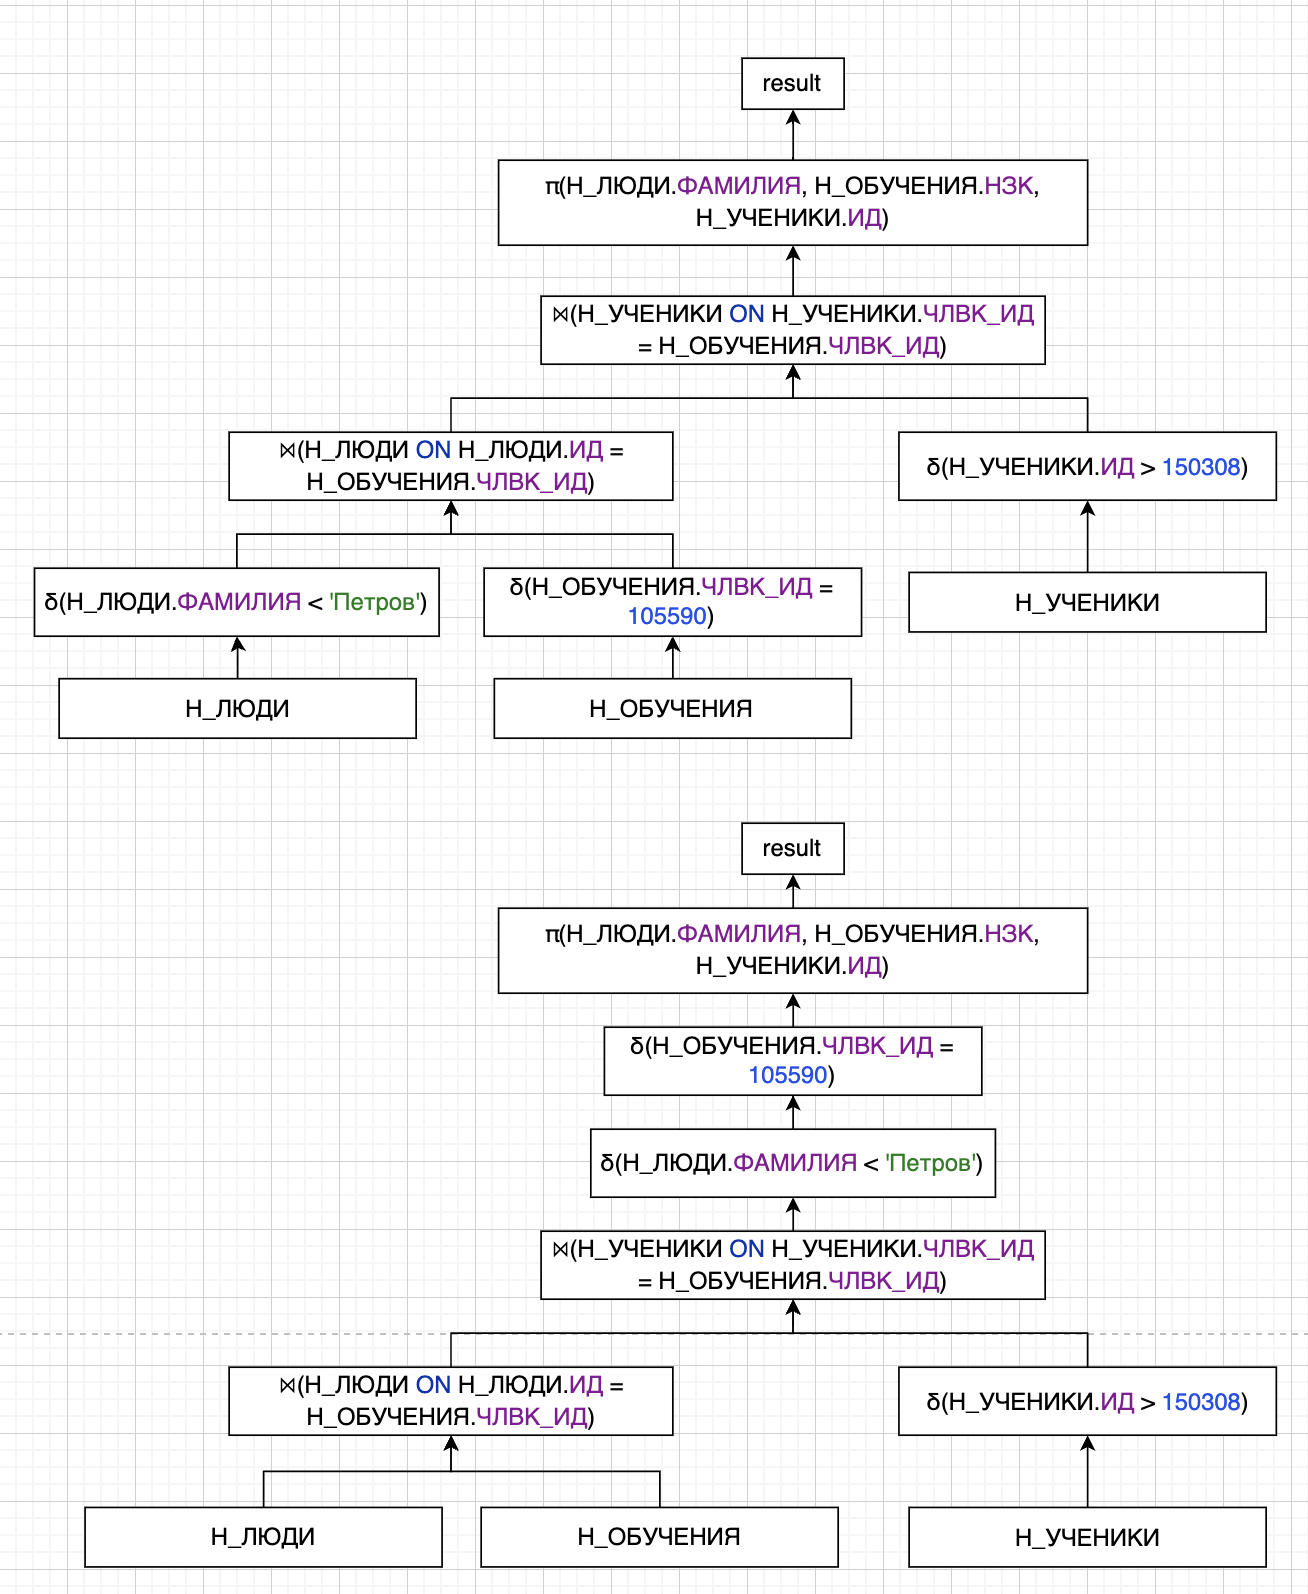 result
π(Н_ЛЮДИ.ФАМИЛИЯ, Н_ОБУЧЕНИЯ.НЗК,
Н_УЧЕНИКИ.ИД)
⋈(Н_УЧЕНИКИ ON Н_УЧЕНИКИ.ЧЛВК_ИД
= Н_ОБУЧЕНИЯ.ЧЛВК_ИД)
⋈(Н_ЛЮДИ ON Н_ЛЮДИ.ИД =
Н_ОБУЧЕНИЯ.ЧЛВК_ИД)
δ(Н_УЧЕНИКИ.ИД > 150308)
δ(Н_ЛЮДИ.ФАМИЛИЯ < 'Петров')
δ(Н_ОБУЧЕНИЯ.ЧЛВК_ИД =
105590)
Н_УЧЕНИКИ
Н_ЛЮДИ
Н_ОБУЧЕНИЯ
result
π(Н_ЛЮДИ.ФАМИЛИЯ, Н_ОБУЧЕНИЯ.НЗК,
Н_УЧЕНИКИ.ИД)
δ(Н_ОБУЧЕНИЯ.ЧЛВК_ИД =
105590)
δ(Н_ЛЮДИ.ФАМИЛИЯ < 'Петров')
⋈(Н_УЧЕНИКИ ON Н_УЧЕНИКИ.ЧЛВК_ИД
= Н_ОБУЧЕНИЯ.ЧЛВК_ИД)
⋈(Н_ЛЮДИ ON Н_ЛЮДИ.ИД =
Н_ОБУЧЕНИЯ.ЧЛВК_ИД)
δ(Н_УЧЕНИКИ.ИД > 150308)
Н_ЛЮДИ
Н_ОБУЧЕНИЯ
Н_УЧЕНИКИ